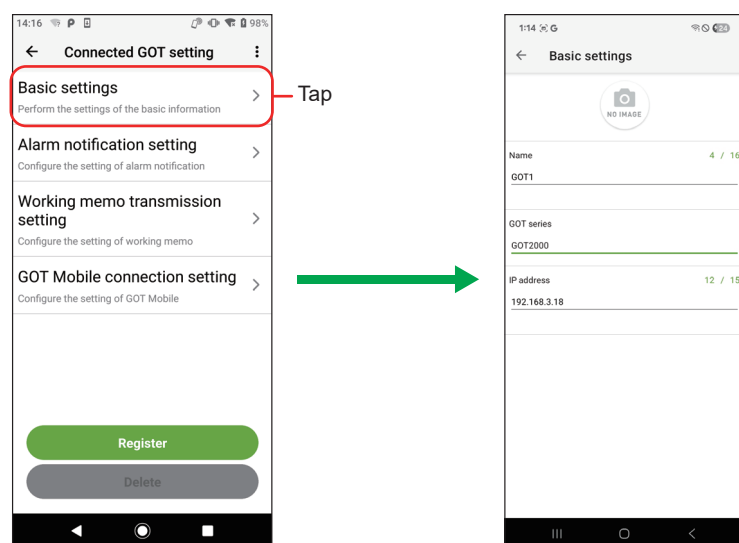 14:16 P 98%
Connected GOT setting
Basic settings
Perform the settings of the basic information
Tap
Alarm notification setting
Configure the setting of alarm notification
Working memo transmission
setting
Configure the setting of working memo
GOT Mobile connection setting
Configure the setting of GOT Mobile
Register
Delete
1:14 G 24
Basic settings
NO IMAGE
Name 4 / 16
GOT1
GOT series
GOT2000
IP address 12 / 15
192.168.3.18